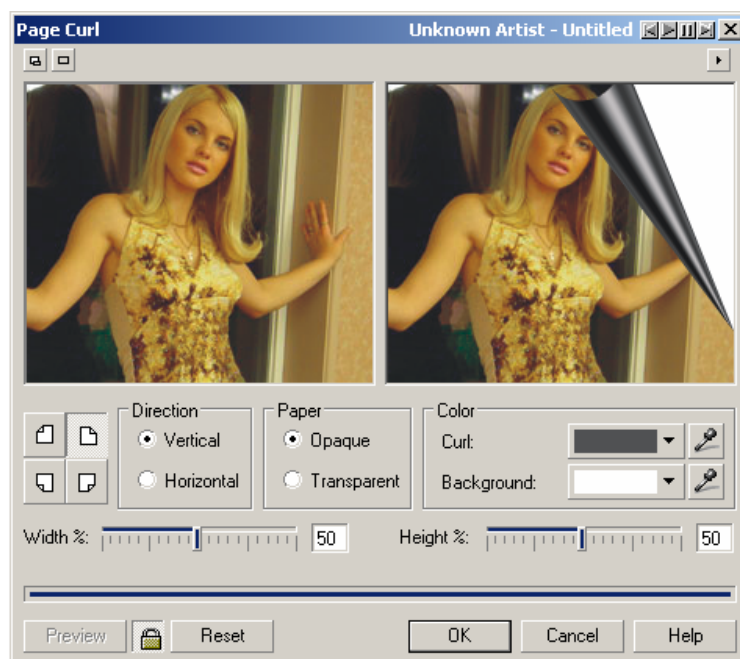 Page Curl Unknown Artist - Untitled
Direction Paper Color
Vertical Opaque Curl:
Horizontal Transparent Background:
Width %: 50 Height %: 50
Preview Reset OK Cancel Help